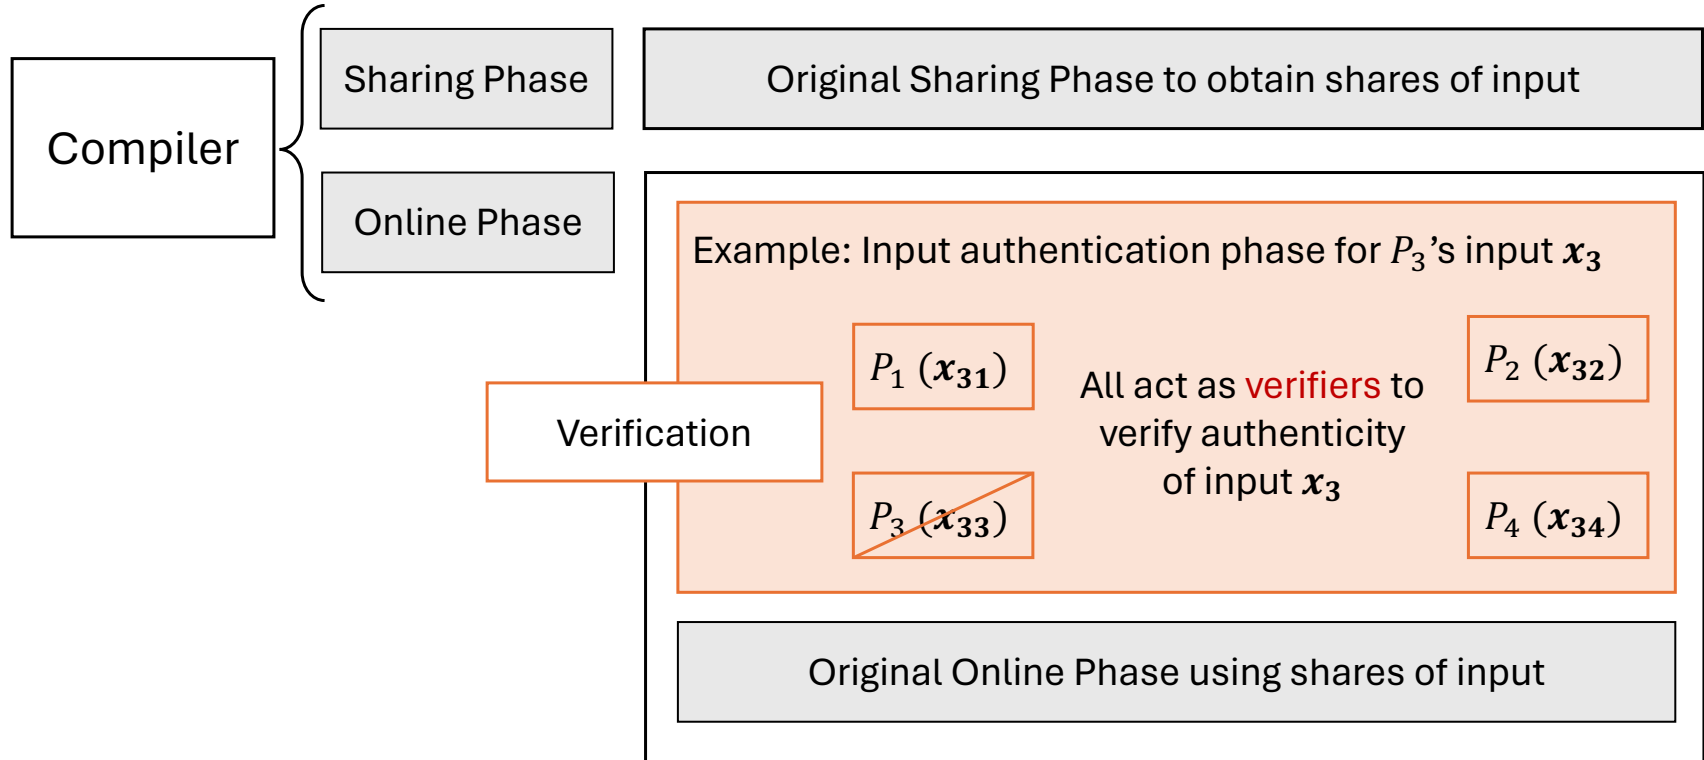 Compiler
Sharing Phase
Original Sharing Phase to obtain shares of input
Online Phase
Example: Input authentication phase for P₃’s input x₃
P₁ (x₃₁)
P₂ (x₃₂)
All act as verifiers to
verify authenticity
of input x₃
Verification
P₃ (x₃₃)
P₄ (x₃₄)
Original Online Phase using shares of input